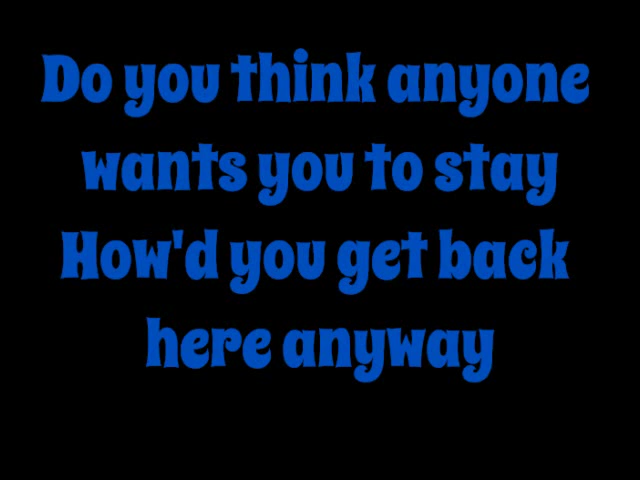 Do you think anyone
wants you to stay
How'd you get back
here anyway